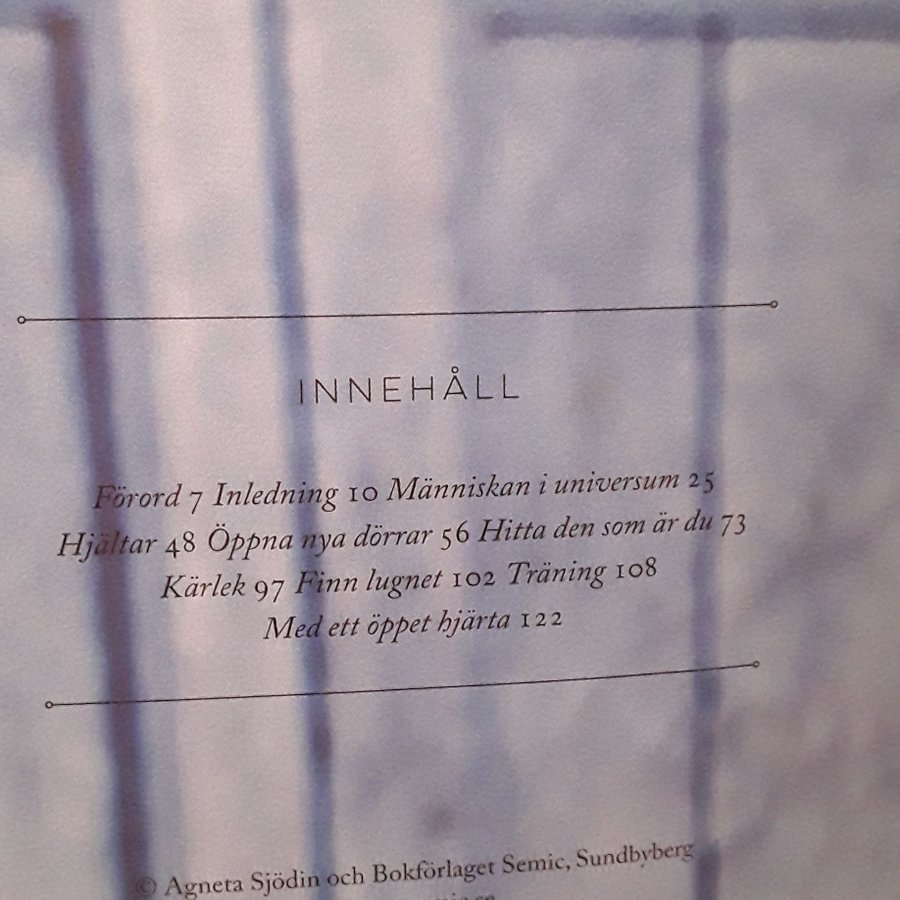 INNEHÅLL
Förord 7 Inledning 10 Människan i universum 25
Hjältar 48 Öppna nya dörrar 56 Hitta den som är du 73
Kärlek 97 Finn lugnet 102 Träning 108
Med ett öppet hjärta 122
© Agneta Sjödin och Bokförlaget Semic, Sundbyberg